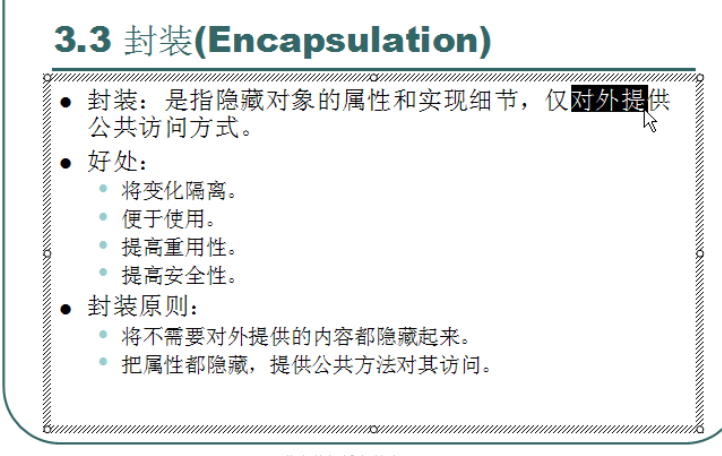 3.3 封装(Encapsulation)
封装：是指隐藏对象的属性和实现细节，仅对外提供
公共访问方式。
好处：
将变化隔离。
便于使用。
提高重用性。
提高安全性。
封装原则：
将不需要对外提供的内容都隐藏起来。
把属性都隐藏，提供公共方法对其访问。